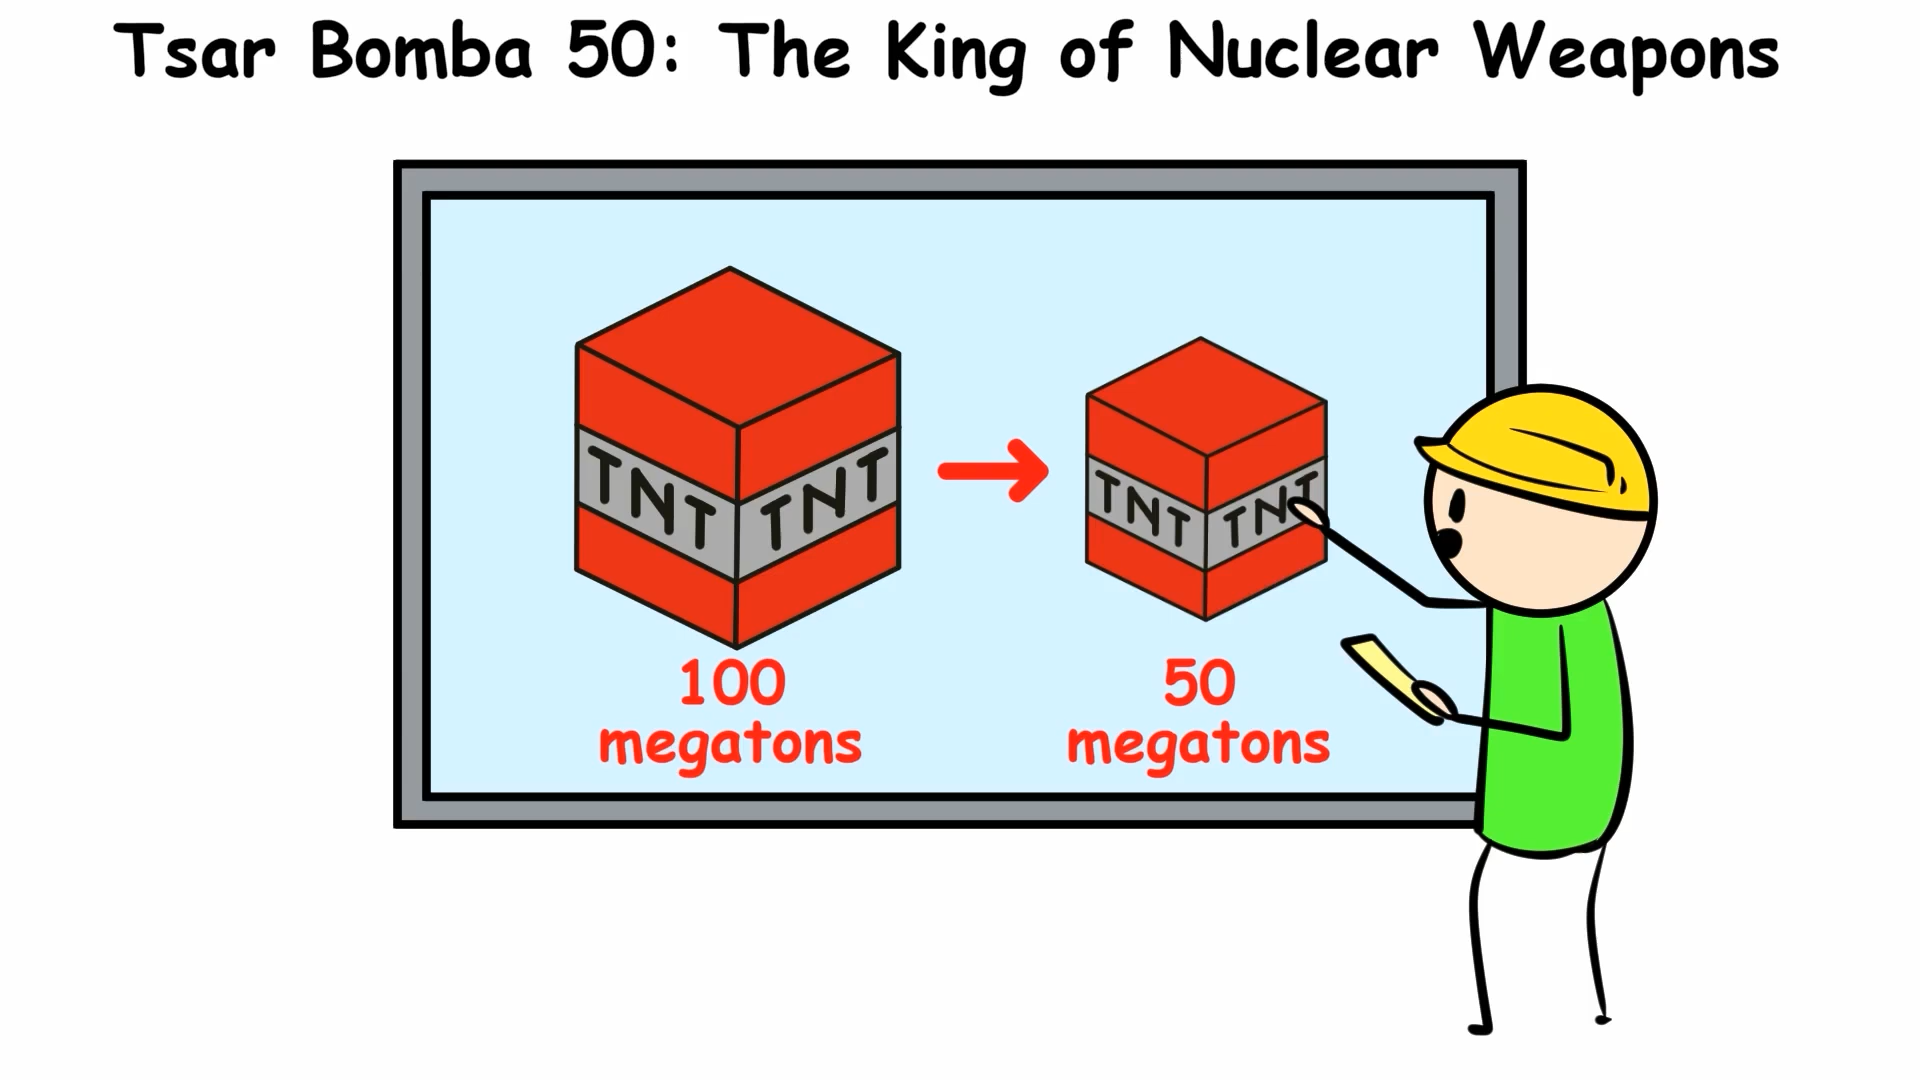 Tsar Bomba 50: The King of Nuclear Weapons
TNT TNT
TNT TNT
100
megatons
50
megatons